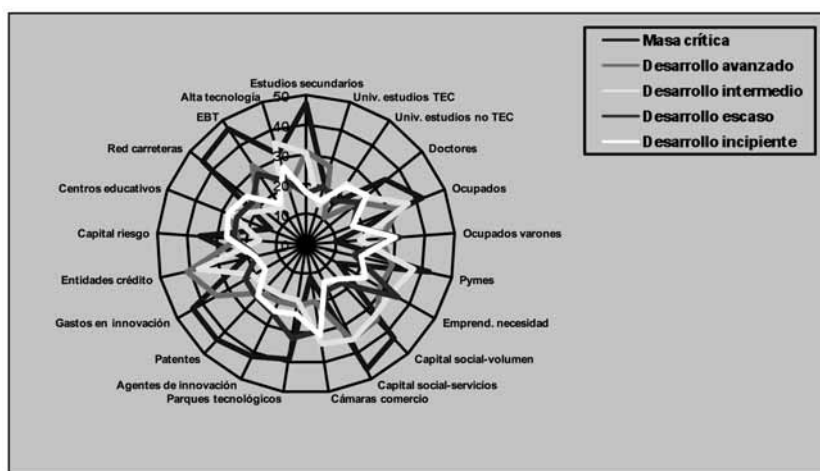 Masa crítica
Desarrollo avanzado
Desarrollo intermedio
Desarrollo escaso
Desarrollo incipiente
Estudios secundarios
Alta tecnología
50
Univ. estudios TEC
EBT
40
Univ. estudios no TEC
Red carreteras
30
Doctores
20
Centros educativos
Ocupados
10
Capital riesgo
0
Ocupados varones
Entidades crédito
Pymes
Gastos en innovación
Emprend. necesidad
Patentes
Capital social-volumen
Agentes de innovación
Capital social-servicios
Parques tecnológicos
Cámaras comercio